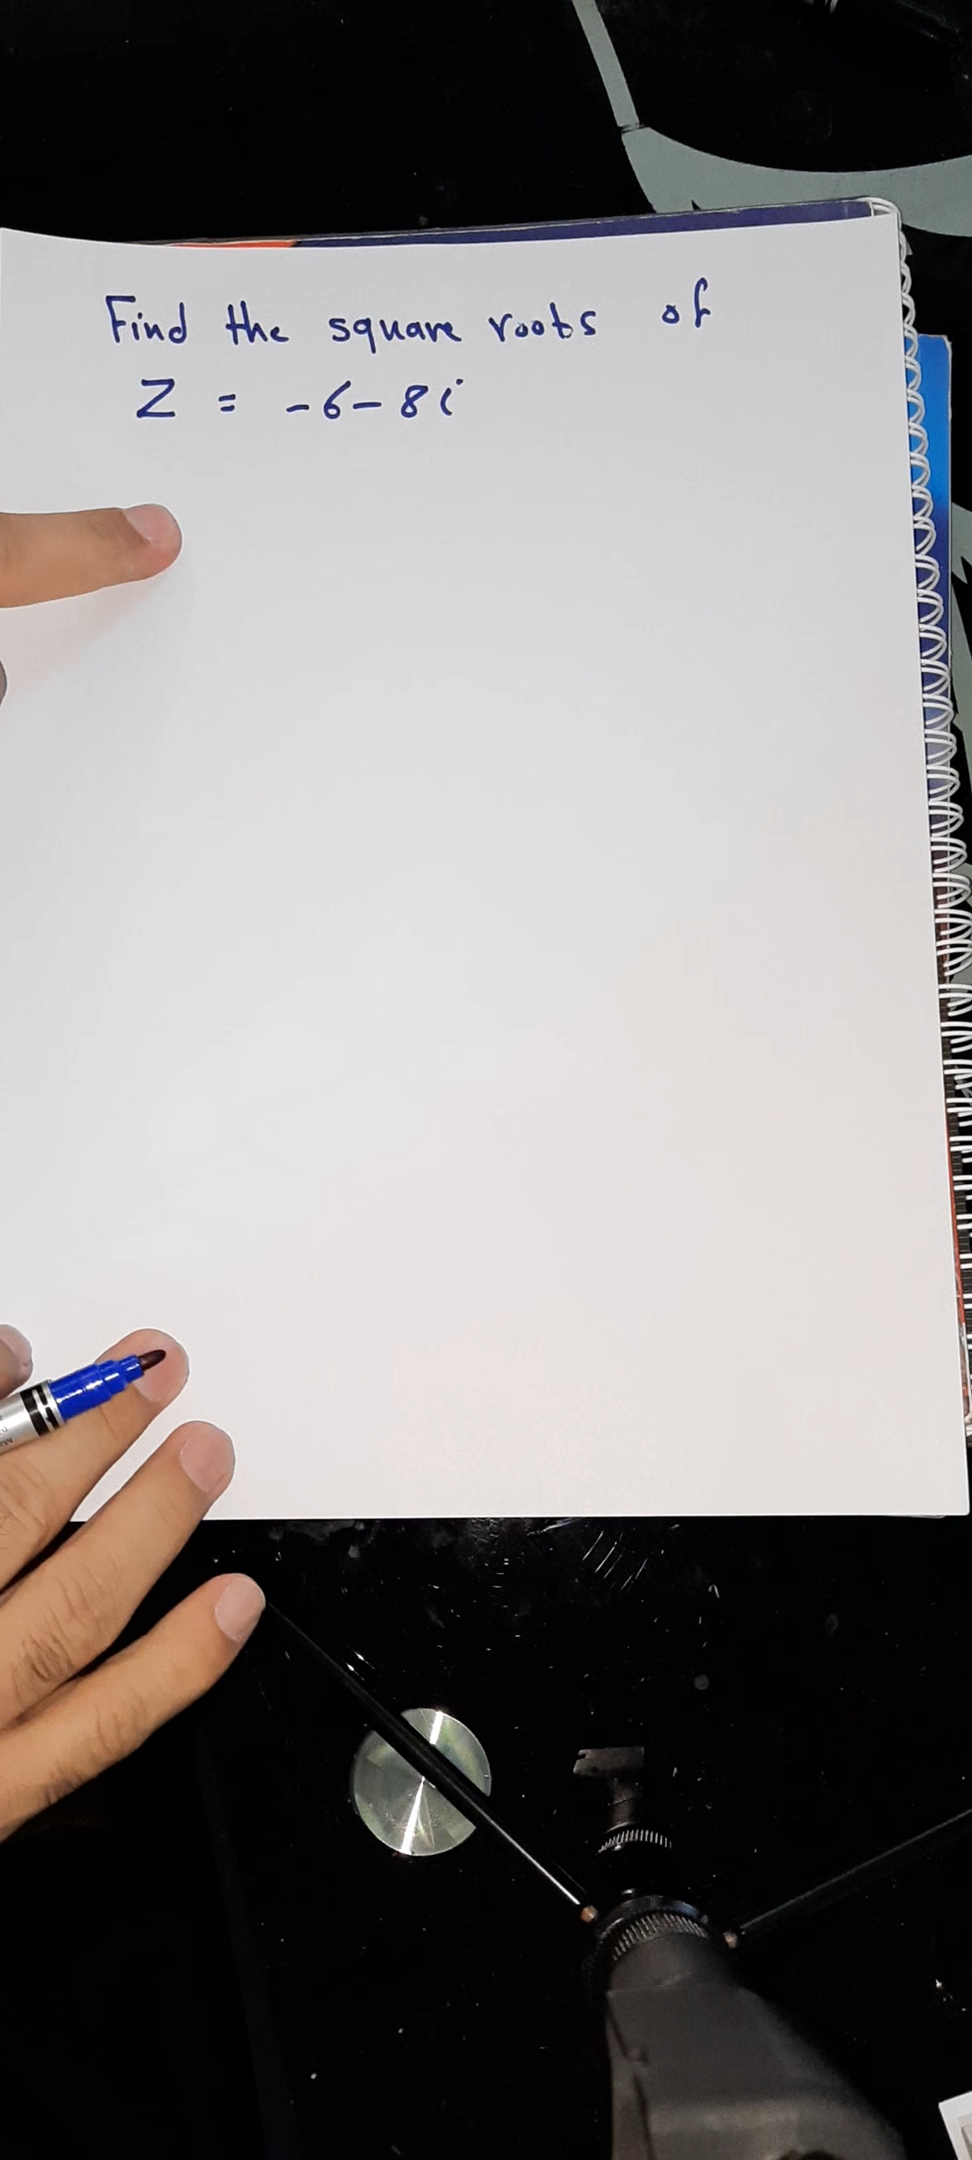 Find the square roots of
Z = -6-8i